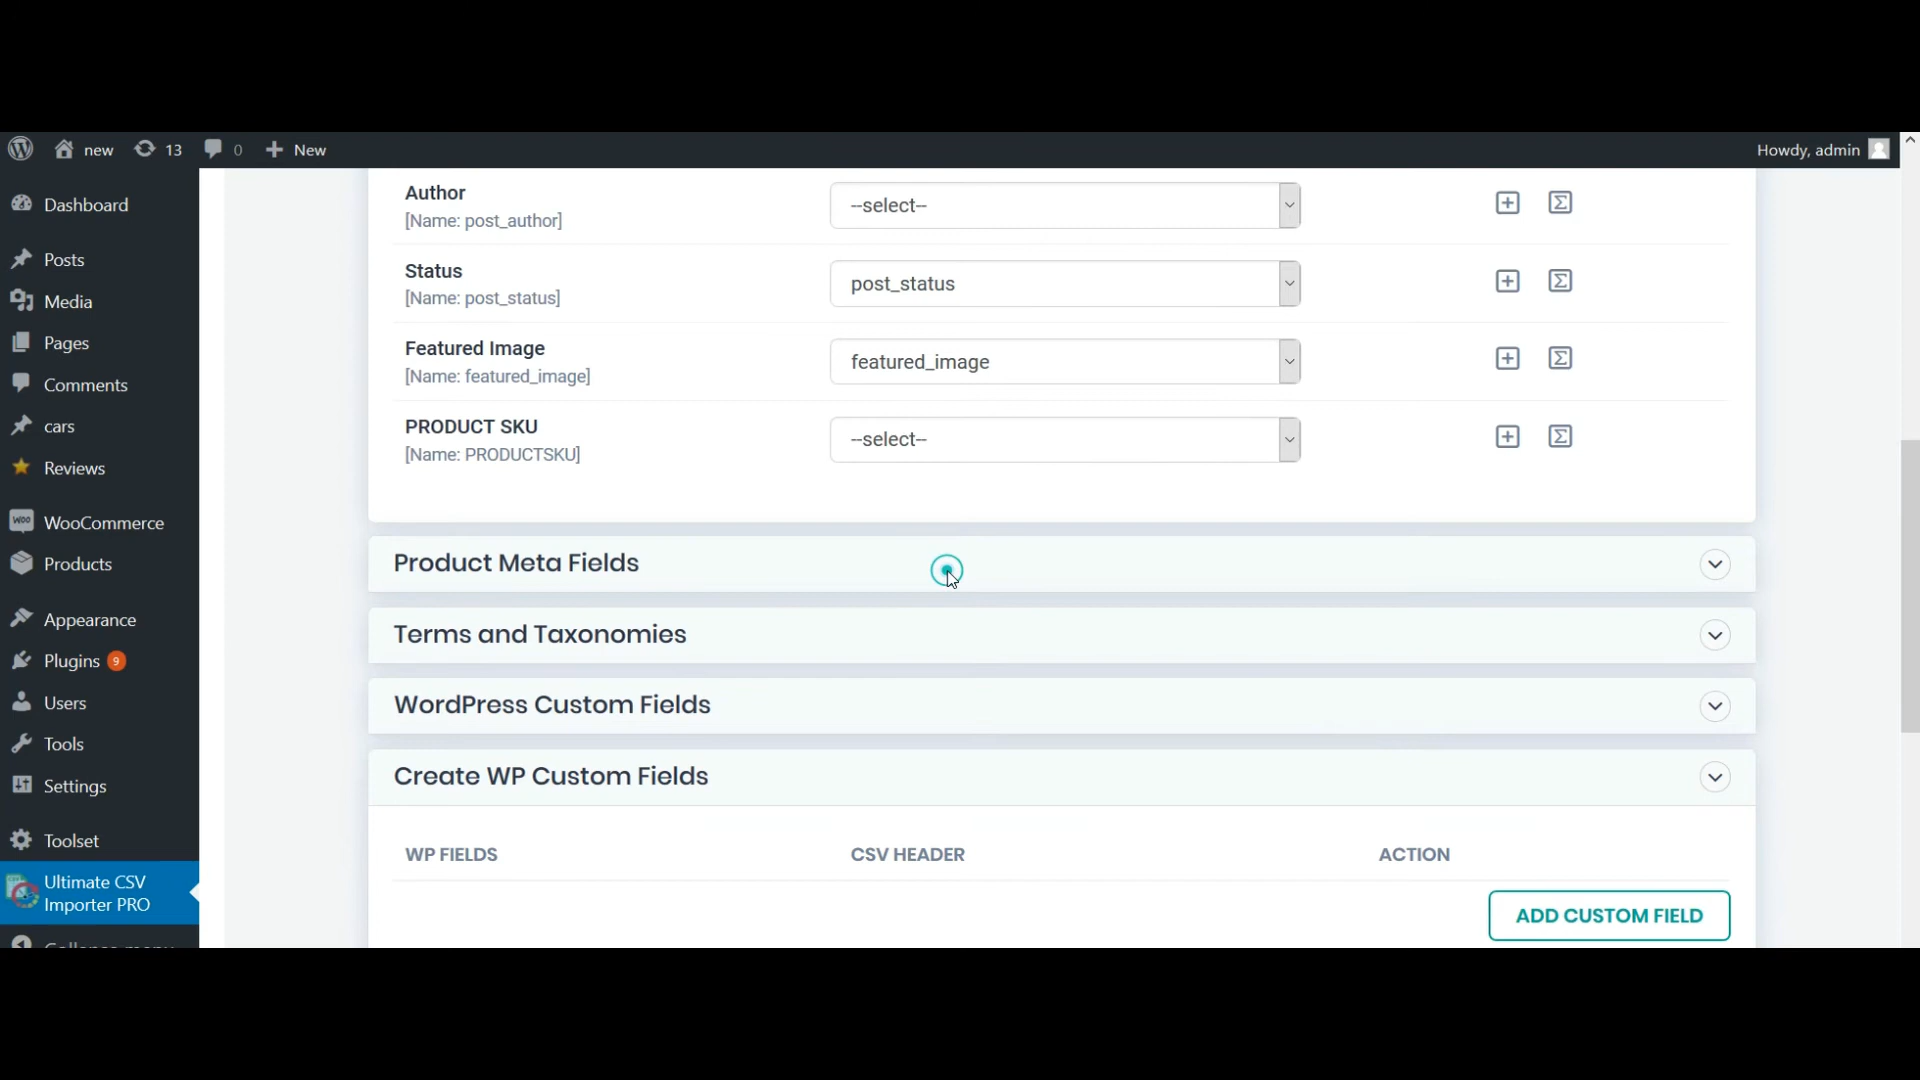 new 13 0 New Howdy, admin
Dashboard
Posts
Media
Pages
Comments
cars
Reviews
WooCommerce
Products
Appearance
Plugins 9
Users
Tools
Settings
Toolset
Ultimate CSV
Importer PRO
Collapse menu
Author
[Name: post_author]
--select--
Status
[Name: post_status]
post_status
Featured Image
[Name: featured_image]
featured_image
PRODUCT SKU
[Name: PRODUCTSKU]
--select--
Product Meta Fields
Terms and Taxonomies
WordPress Custom Fields
Create WP Custom Fields
WP FIELDS CSV HEADER ACTION
ADD CUSTOM FIELD